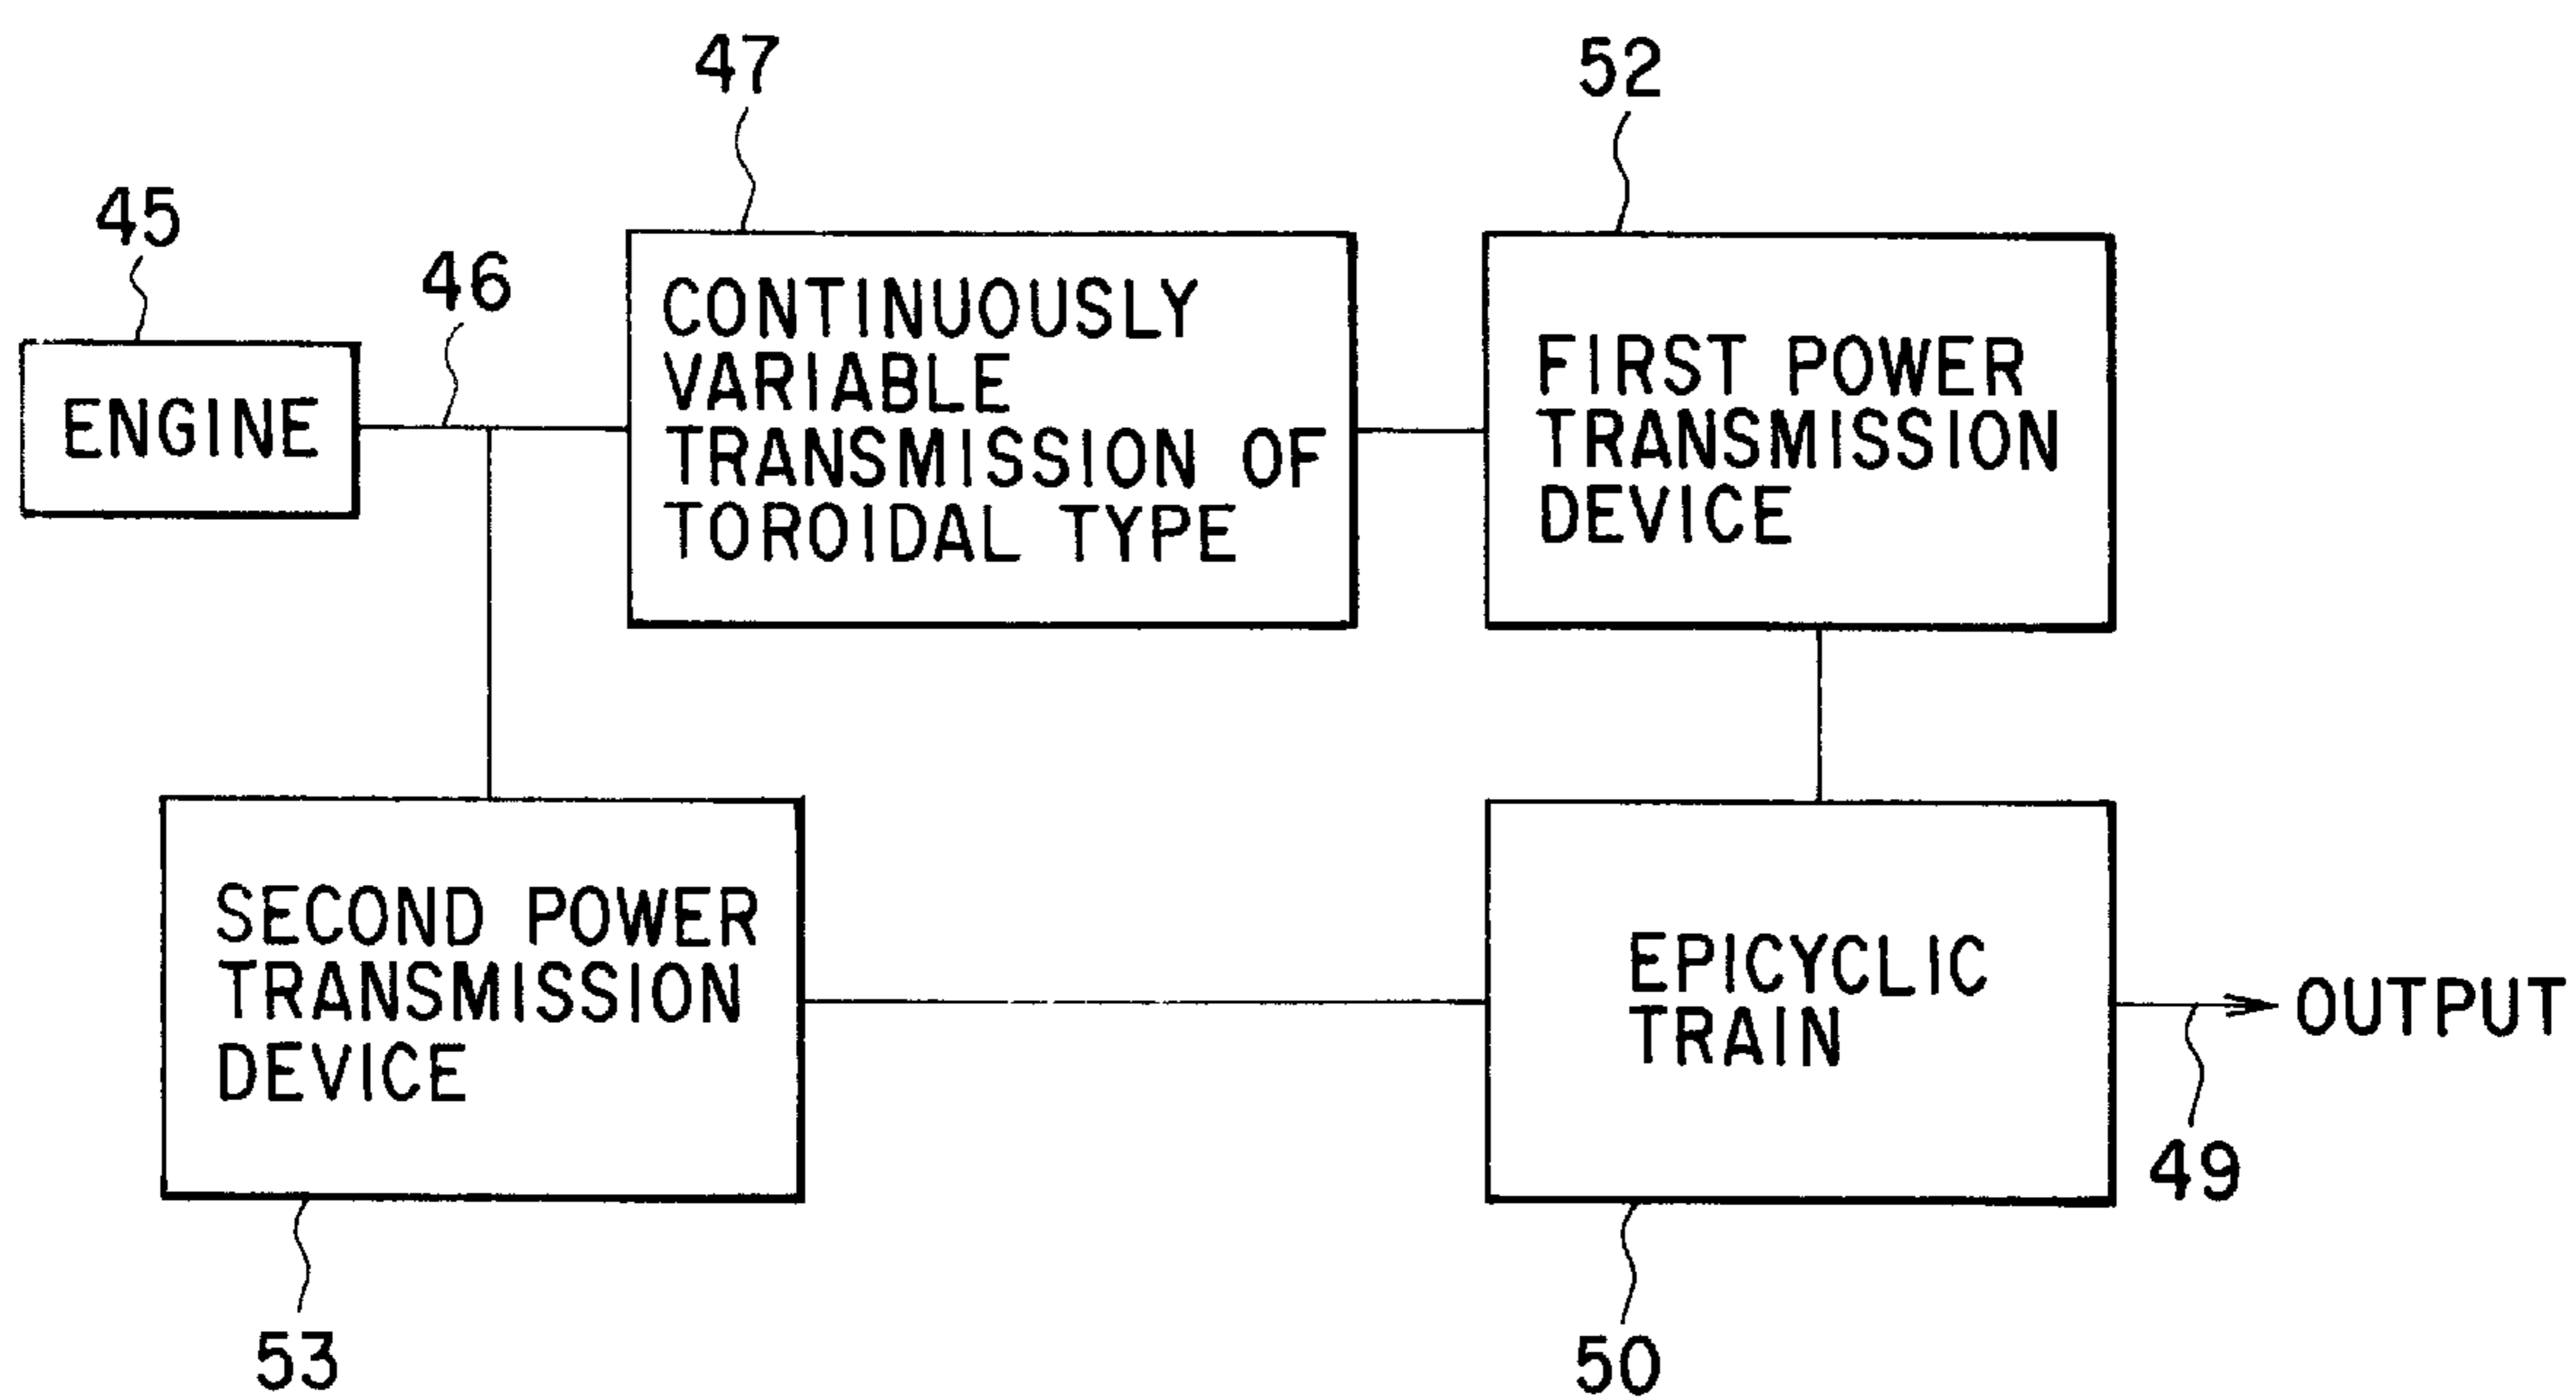 47
52
45
46
CONTINUOUSLY
VARIABLE
TRANSMISSION OF
TOROIDAL TYPE
FIRST POWER
TRANSMISSION
DEVICE
ENGINE
SECOND POWER
TRANSMISSION
DEVICE
EPICYCLIC
TRAIN
OUTPUT
49
53
50